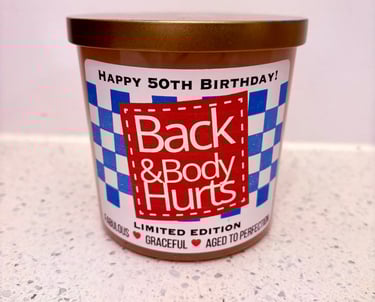 HAPPY 50TH BIRTHDAY!
Back
&Body
Hurts
LIMITED EDITION
FABULOUS ❤ GRACEFUL ❤ AGED TO PERFECTION